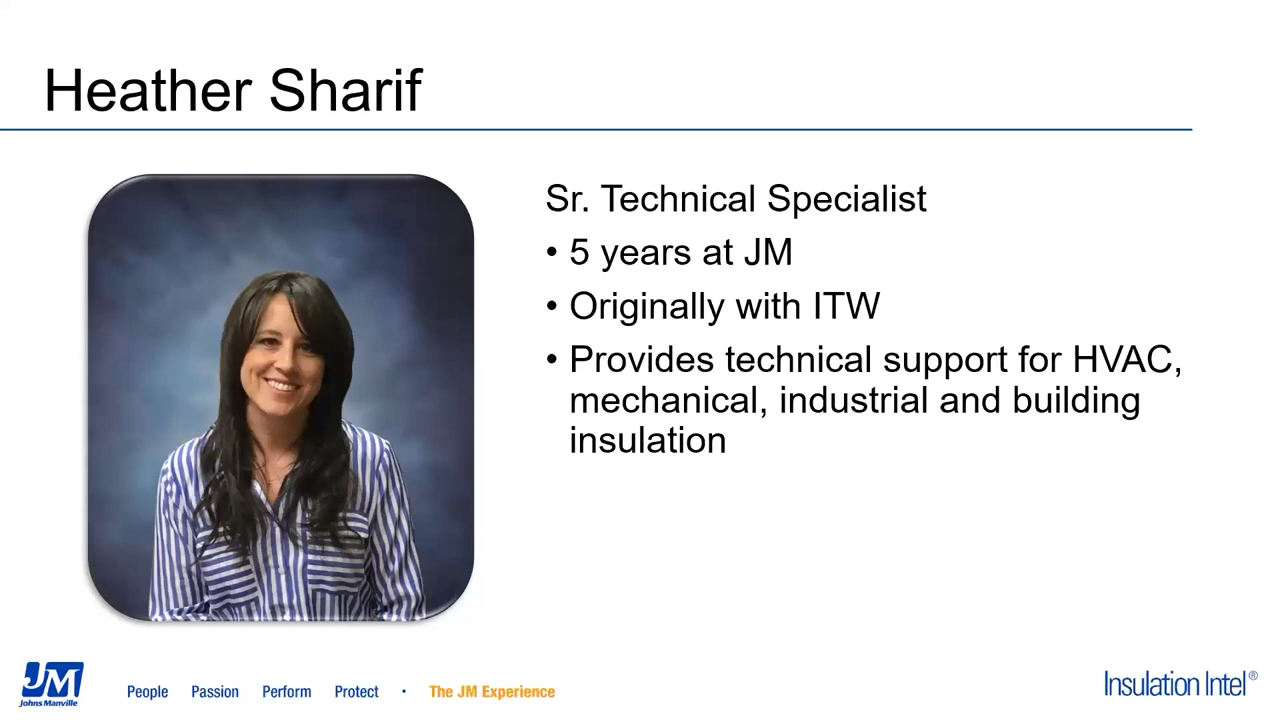 Heather Sharif
Sr. Technical Specialist
• 5 years at JM
• Originally with ITW
• Provides technical support for HVAC,
mechanical, industrial and building
insulation
JM
Johns Manville
People Passion Perform Protect • The JM Experience
Insulation Intel®